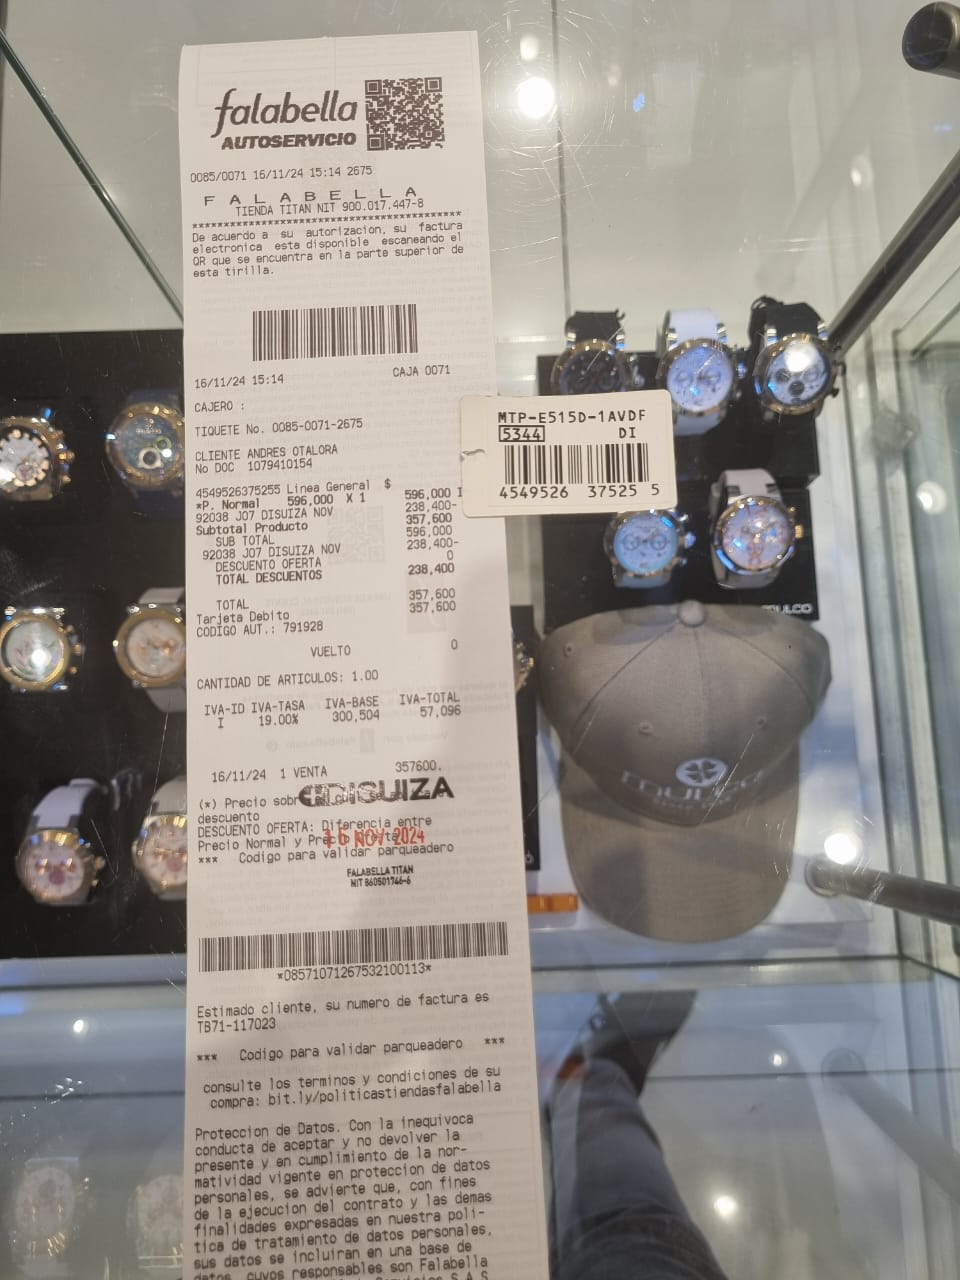 falabella
AUTOSERVICIO
0085/0071 16/11/24 15:14 2675
F A L A B E L L A
TIENDA TITAN NIT 900.017.447-8
************************************************
De acuerdo a su autorizacion, su factura
electronica esta disponible escaneando el
QR que se encuentra en la parte superior de
esta tirilla.
16/11/24 15:14 CAJA 0071
CAJERO :
TIQUETE No. 0085-0071-2675
CLIENTE ANDRES OTALORA
No DOC 1079410154
4549526375255 Linea General $
*P. Normal 596,000 X 1 596,000 I
92038 J07 DISUIZA NOV 238,400-
Subtotal Producto 357,600
SUB TOTAL 596,000
92038 J07 DISUIZA NOV 238,400-
DESCUENTO OFERTA 0
TOTAL DESCUENTOS 238,400
TOTAL 357,600
Tarjeta Debito 357,600
CODIGO AUT.: 791928
VUELTO 0
CANTIDAD DE ARTICULOS: 1.00
IVA-ID IVA-TASA IVA-BASE IVA-TOTAL
I 19.00% 300,504 57,096
16/11/24 1 VENTA 357600.
DISUIZA
(*) Precio
descuento
DESCUENTO OFERTA: Diferencia entre
Precio Normal y
NOV 2024
*** Codigo para validar parqueadero
FALABELLA TITAN
NIT 860501746-6
*08571071267532100113*
Estimado cliente, su numero de factura es
TB71-117023
*** Codigo para validar parqueadero ***
consulte los terminos y condiciones de su
compra: bit.ly/politicastiendasfalabella
Proteccion de Datos. Con la inequivoca
conducta de aceptar y no devolver la
presente y en cumplimiento de la nor-
matividad vigente en proteccion de datos
personales, se advierte que, con fines
de la ejecucion del contrato y las demas
finalidades expresadas en nuestra poli-
tica de tratamiento de datos personales,
sus datos se incluiran en una base de
datos, cuyos responsables son Falabella
MTP-E515D-1AVDF
5344 DI
4549526 37525 5